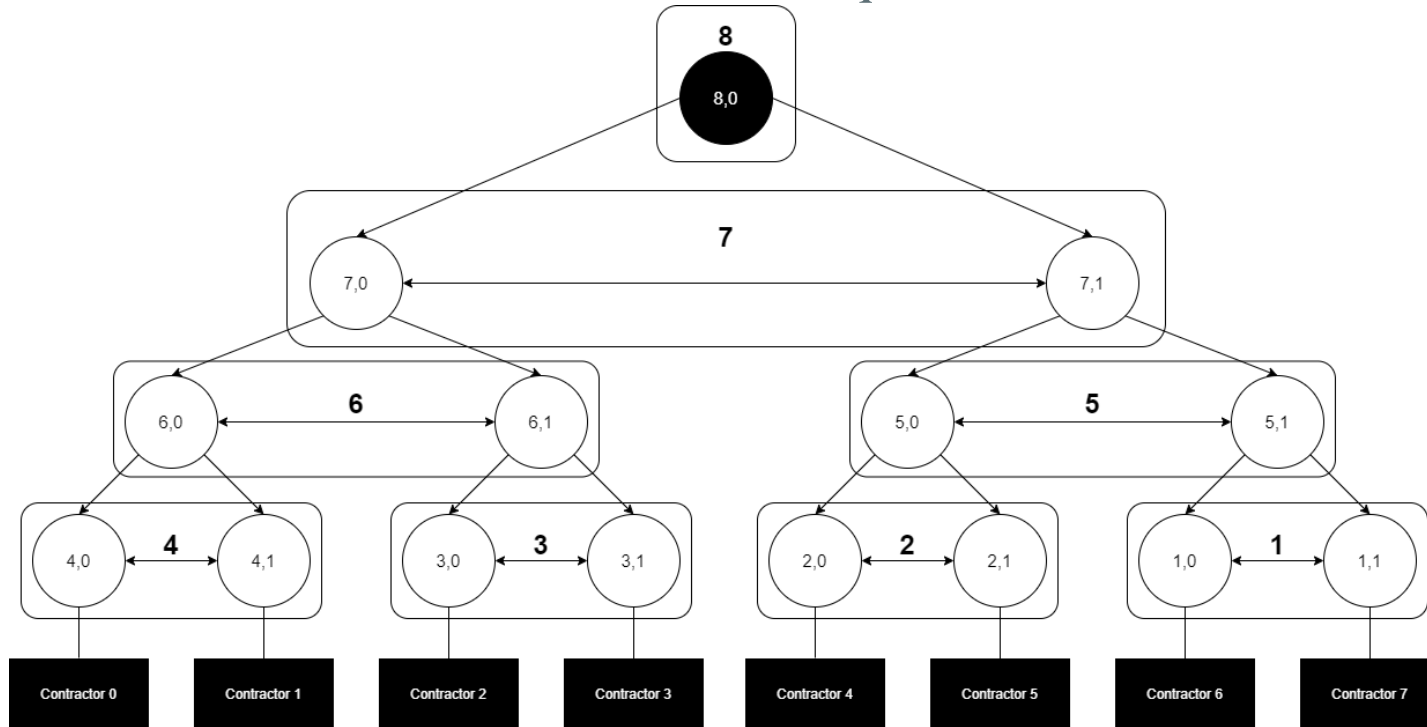 8
8,0
7
7,0
7,1
6
6,0
6,1
5
5,0
5,1
4
4,0
4,1
3
3,0
3,1
2
2,0
2,1
1
1,0
1,1
Contractor 0
Contractor 1
Contractor 2
Contractor 3
Contractor 4
Contractor 5
Contractor 6
Contractor 7